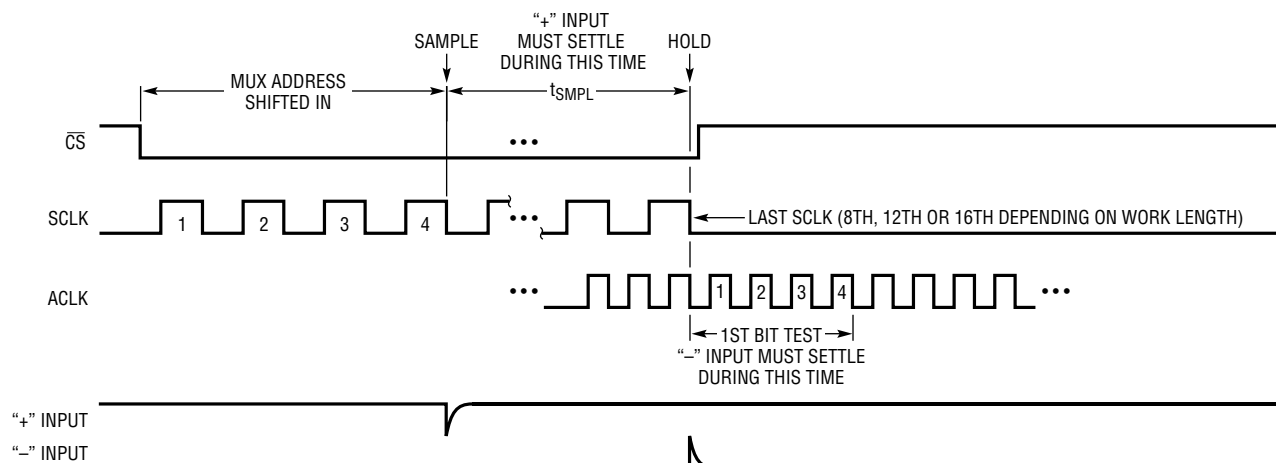 “+” INPUT
MUST SETTLE
DURING THIS TIME
SAMPLE
HOLD
MUX ADDRESS
SHIFTED IN
tSMPL
CS
•••
SCLK
1 2 3 4
•••
LAST SCLK (8TH, 12TH OR 16TH DEPENDING ON WORK LENGTH)
ACLK
•••
1 2 3 4
•••
1ST BIT TEST
“–” INPUT MUST SETTLE
DURING THIS TIME
“+” INPUT
“–” INPUT